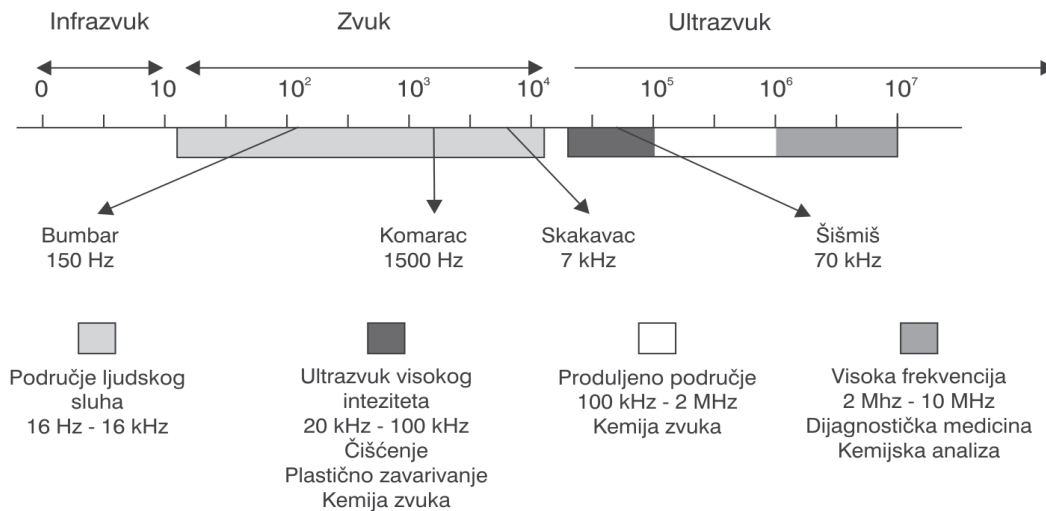 Infrazvuk
Zvuk
Ultrazvuk
0 10 10² 10³ 10⁴ 10⁵ 10⁶ 10⁷
Bumbar
150 Hz
Komarac
1500 Hz
Skakavac
7 kHz
Šišmiš
70 kHz
Područje ljudskog
sluha
16 Hz - 16 kHz
Ultrazvuk visokog
inteziteta
20 kHz - 100 kHz
Čišćenje
Plastično zavarivanje
Kemija zvuka
Produljeno područje
100 kHz - 2 MHz
Kemija zvuka
Visoka frekvencija
2 Mhz - 10 MHz
Dijagnostička medicina
Kemijska analiza